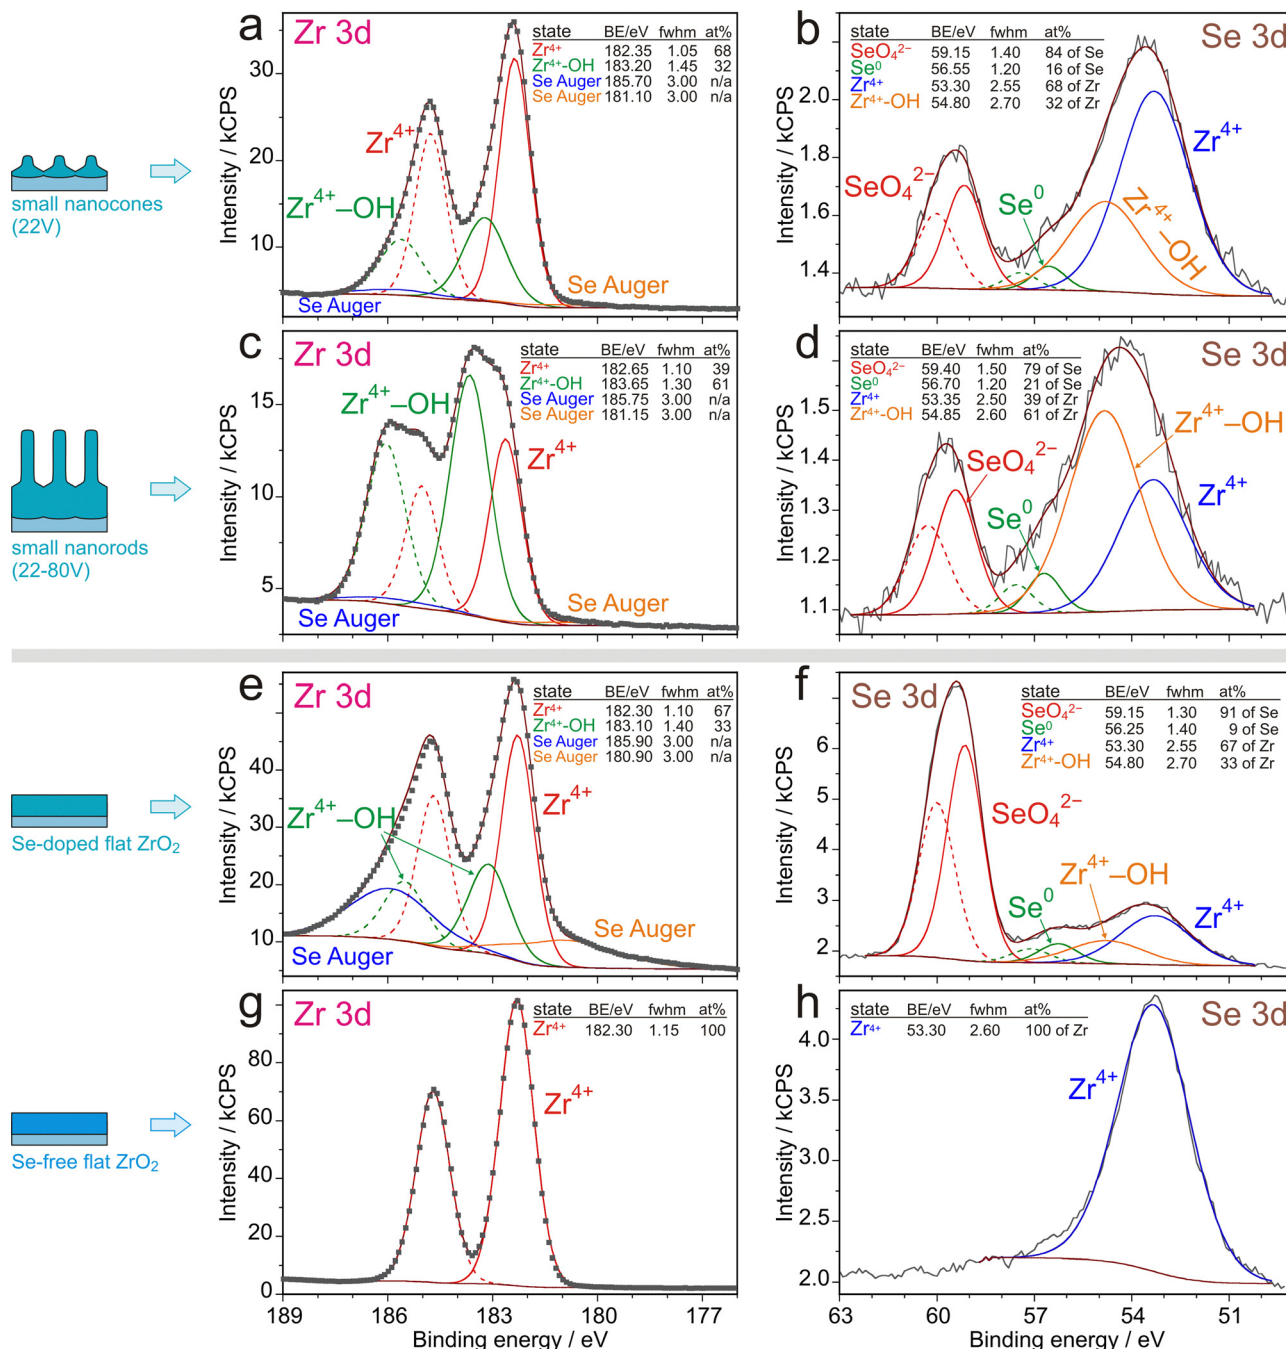 a
Zr 3d
state BE/eV fwhm at%
Zr⁴⁺ 182.35 1.05 68
Zr⁴⁺-OH 183.20 1.45 32
Se Auger 185.70 3.00 n/a
Se Auger 181.10 3.00 n/a
30
20
10
Intensity / kCPS
Zr⁴⁺
Zr⁴⁺–OH
Se Auger
Se Auger
small nanocones
(22V)
b
Se 3d
state BE/eV fwhm at%
SeO₄²⁻ 59.15 1.40 84 of Se
Se⁰ 56.55 1.20 16 of Se
Zr⁴⁺ 53.30 2.55 68 of Zr
Zr⁴⁺-OH 54.80 2.70 32 of Zr
2.2
2.0
1.8
1.6
1.4
Intensity / kCPS
SeO₄²⁻
Se⁰
Zr⁴⁺
–OH
Zr⁴⁺
c
Zr 3d
state BE/eV fwhm at%
Zr⁴⁺ 182.65 1.10 39
Zr⁴⁺-OH 183.65 1.30 61
Se Auger 185.75 3.00 n/a
Se Auger 181.15 3.00 n/a
15
10
5
Intensity / kCPS
Zr⁴⁺–OH
Zr⁴⁺
Se Auger
Se Auger
small nanorods
(22-80V)
d
Se 3d
state BE/eV fwhm at%
SeO₄²⁻ 59.40 1.50 79 of Se
Se⁰ 56.70 1.20 21 of Se
Zr⁴⁺ 53.35 2.50 39 of Zr
Zr⁴⁺-OH 54.85 2.60 61 of Zr
1.6
1.5
1.4
1.3
1.2
1.1
Intensity / kCPS
SeO₄²⁻
Se⁰
Zr⁴⁺–OH
Zr⁴⁺
e
Zr 3d
state BE/eV fwhm at%
Zr⁴⁺ 182.30 1.10 67
Zr⁴⁺-OH 183.10 1.40 33
Se Auger 185.90 3.00 n/a
Se Auger 180.90 3.00 n/a
50
40
30
20
10
Intensity / kCPS
Zr⁴⁺–OH
Zr⁴⁺
Se Auger
Se Auger
Se-doped flat ZrO₂
f
Se 3d
state BE/eV fwhm at%
SeO₄²⁻ 59.15 1.30 91 of Se
Se⁰ 56.25 1.40 9 of Se
Zr⁴⁺ 53.30 2.55 67 of Zr
Zr⁴⁺-OH 54.80 2.70 33 of Zr
7
6
5
4
3
2
Intensity / kCPS
SeO₄²⁻
Se⁰
Zr⁴⁺–OH
Zr⁴⁺
g
Zr 3d
state BE/eV fwhm at%
Zr⁴⁺ 182.30 1.15 100
100
80
60
40
20
0
Intensity / kCPS
Zr⁴⁺
189 186 183 180 177
Binding energy / eV
Se-free flat ZrO₂
h
Se 3d
state BE/eV fwhm at%
Zr⁴⁺ 53.30 2.60 100 of Zr
4.0
3.5
3.0
2.5
2.0
Intensity / kCPS
Zr⁴⁺
63 60 57 54 51
Binding energy / eV